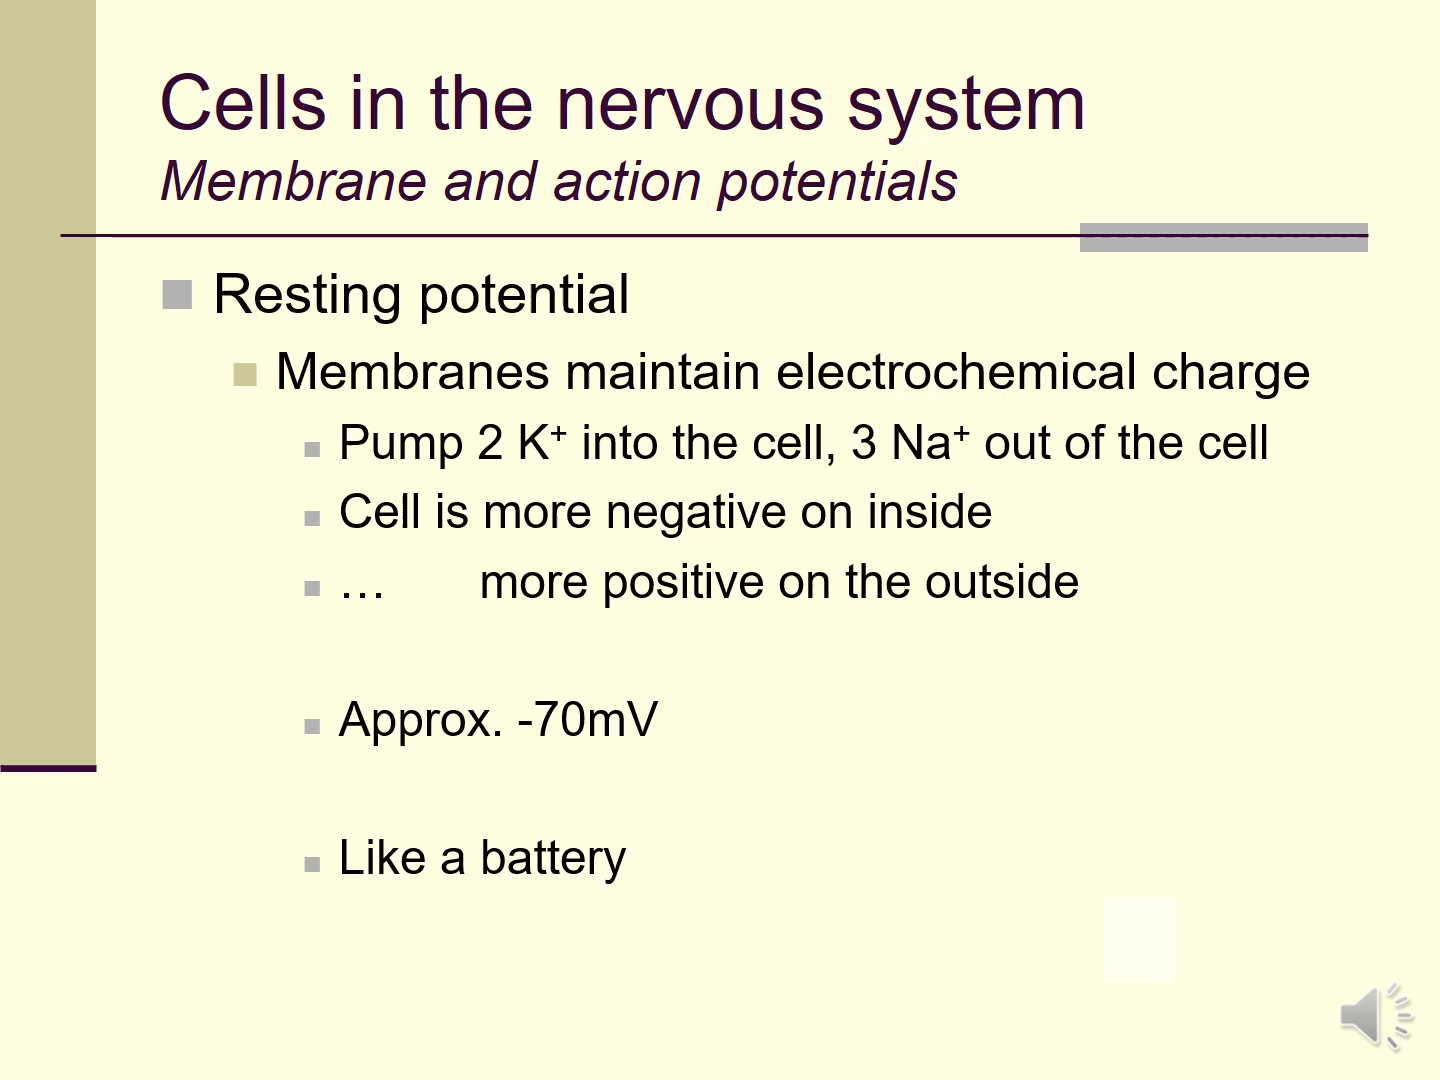 Cells in the nervous system
Membrane and action potentials
Resting potential
Membranes maintain electrochemical charge
Pump 2 K⁺ into the cell, 3 Na⁺ out of the cell
Cell is more negative on inside
… more positive on the outside
Approx. -70mV
Like a battery